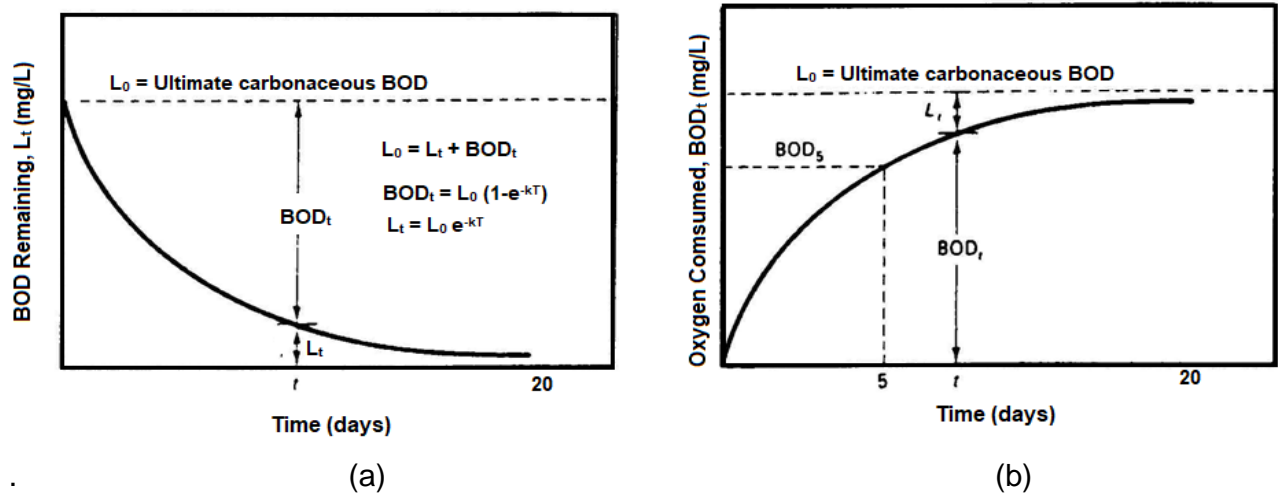 BOD Remaining, Lt (mg/L)
L0 = Ultimate carbonaceous BOD
L0 = Lt + BODt
BODt = L0 (1-e-kT)
Lt = L0 e-kT
BODt
Lt
t
20
Time (days)
(a)
Oxygen Comsumed, BODt (mg/L)
L0 = Ultimate carbonaceous BOD
Lt
BOD5
BODt
5
t
20
Time (days)
(b)
.